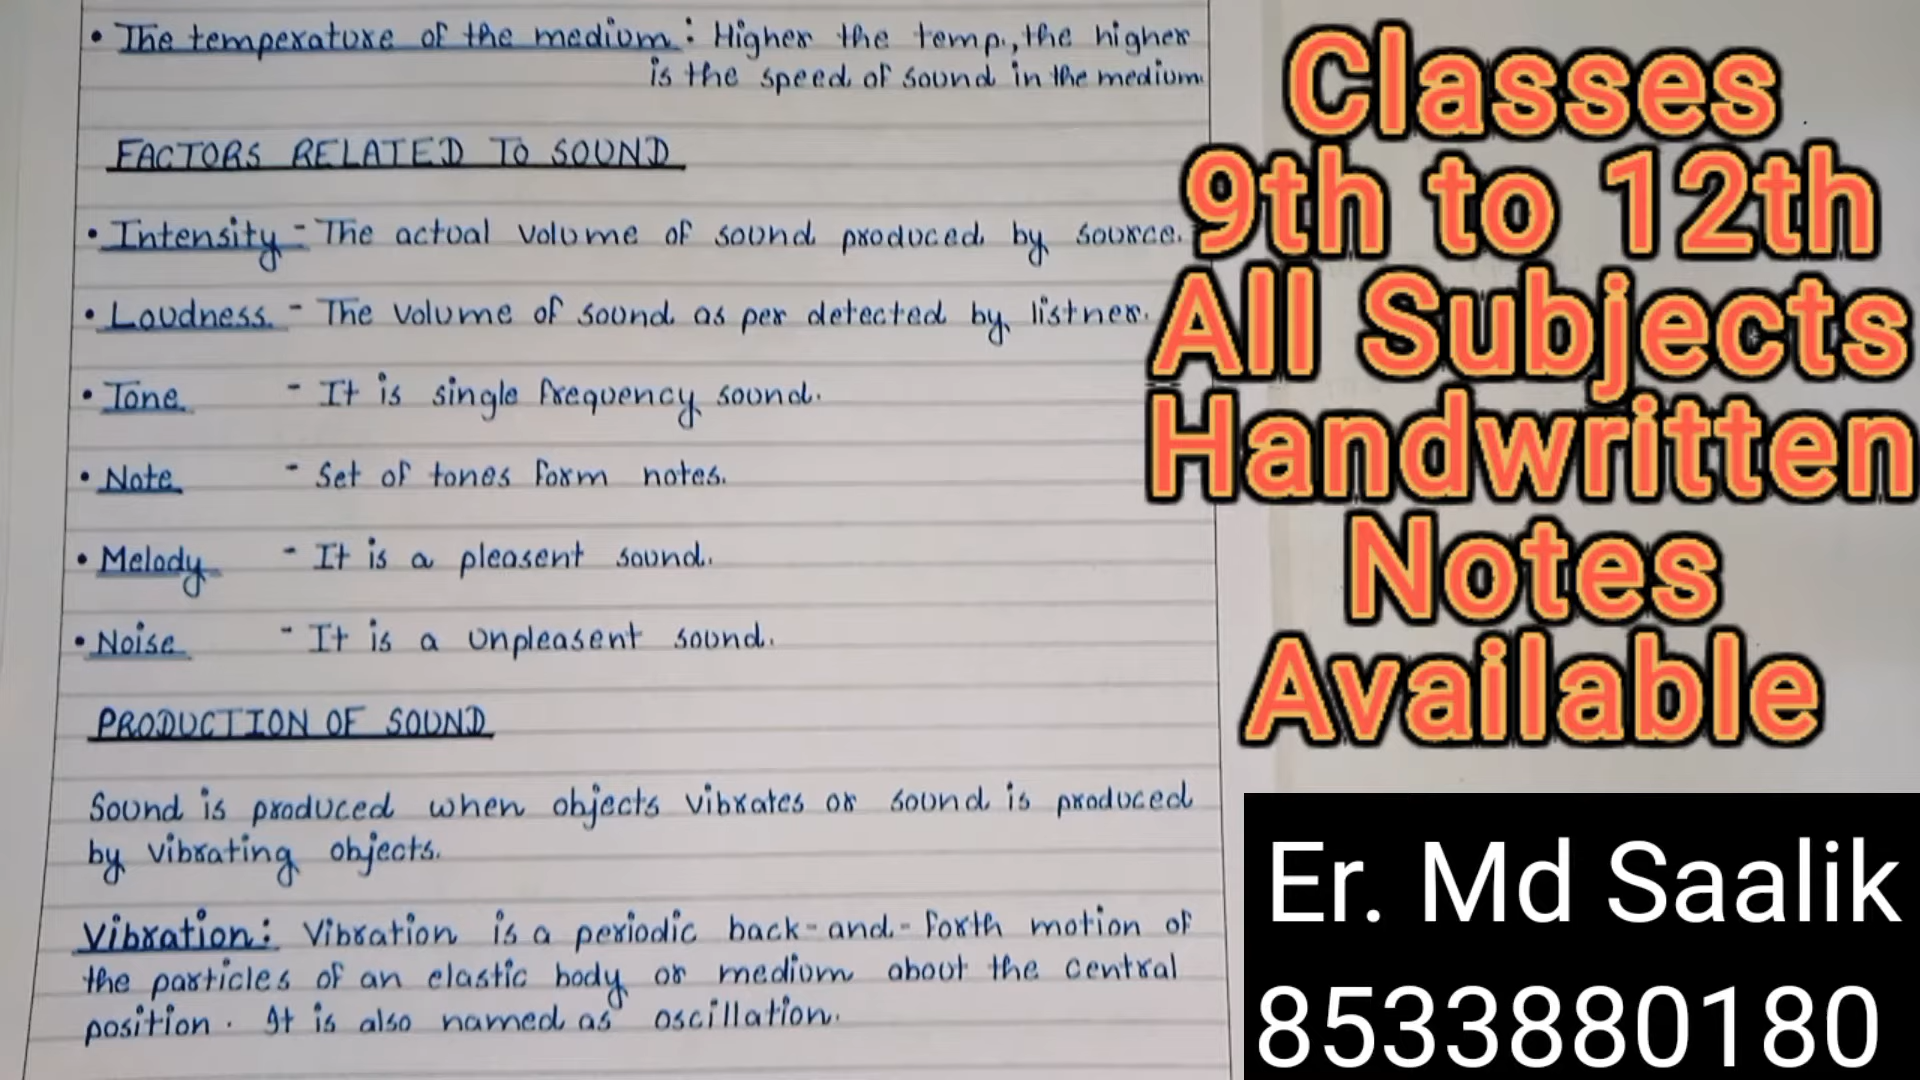 • The temperature of the medium : Higher the temp., the higher
is the speed of sound in the medium.
FACTORS RELATED TO SOUND
• Intensity - The actual volume of sound produced by source.
• Loudness - The volume of sound as per detected by listner.
• Tone - It is single frequency sound.
• Note - Set of tones form notes.
• Melody - It is a pleasent sound.
• Noise - It is a unpleasent sound.
PRODUCTION OF SOUND
Sound is produced when objects vibrates or sound is produced
by vibrating objects.
Vibration : Vibration is a periodic back-and-forth motion of
the particles of an elastic body or medium about the central
position. It is also named as oscillation.
Classes
9th to 12th
All Subjects
Handwritten
Notes
Available
Er. Md Saalik
8533880180